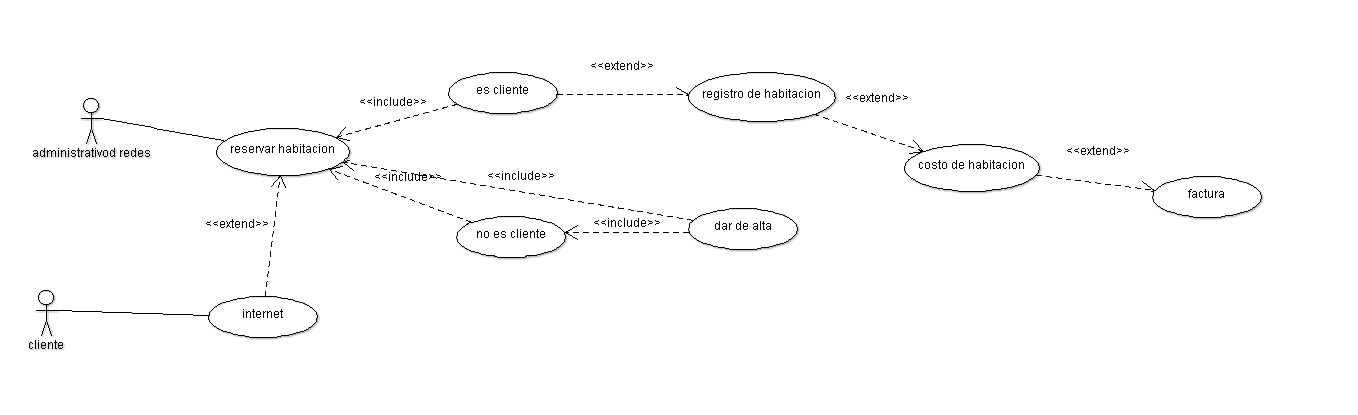 <<extend>>
es cliente
registro de habitacion
<<include>>
<<extend>>
administrativod redes
reservar habitacion
<<extend>>
costo de habitacion
<<include>>
<<include>>
factura
<<extend>>
no es cliente
<<include>>
dar de alta
internet
cliente